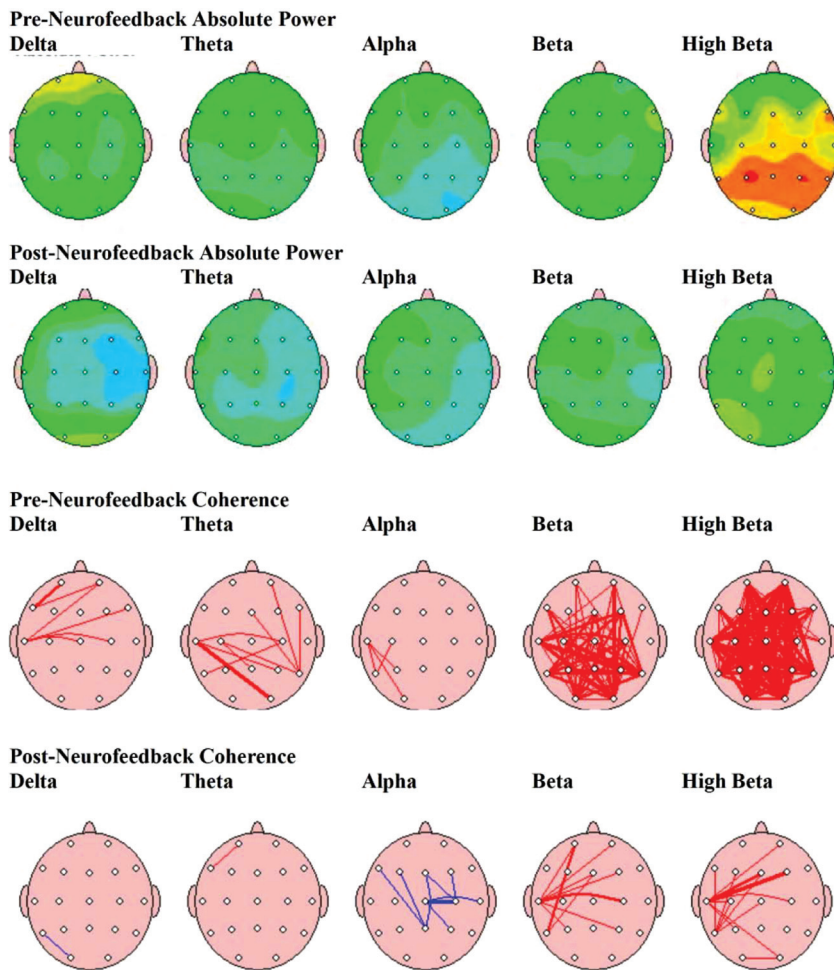 Pre-Neurofeedback Absolute Power
Delta Theta Alpha Beta High Beta
Post-Neurofeedback Absolute Power
Delta Theta Alpha Beta High Beta
Pre-Neurofeedback Coherence
Delta Theta Alpha Beta High Beta
Post-Neurofeedback Coherence
Delta Theta Alpha Beta High Beta